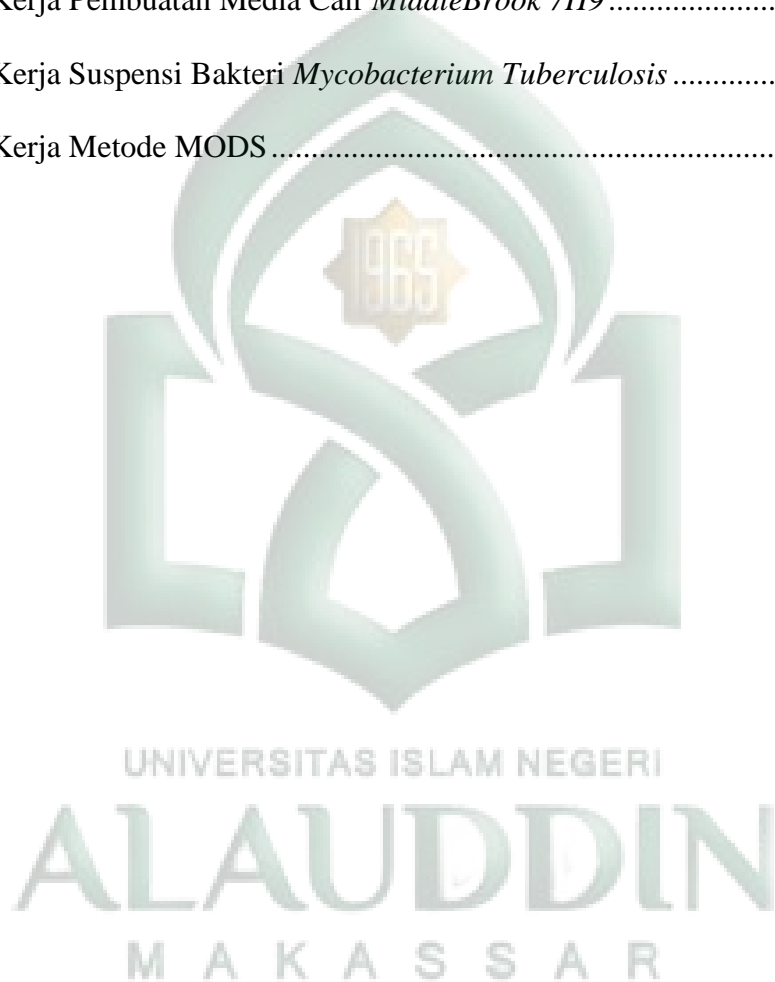 Kerja Pembuatan Media Cair MiddleBrook 7H9.....................
Kerja Suspensi Bakteri Mycobacterium Tuberculosis.............
Kerja Metode MODS...............................................................
1965
UNIVERSITAS ISLAM NEGERI
ALAUDDIN
MAKASSAR